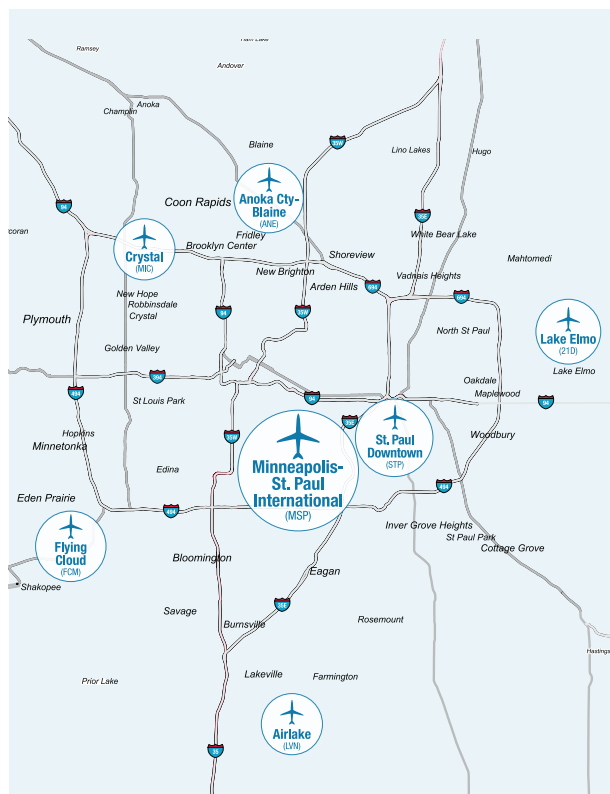 Ramsey
Andover
Anoka
Champlin
Blaine
35W
Lino Lakes
Hugo
Anoka Cty-
Blaine
(ANE)
Coon Rapids
94
35E
corcoran
Crystal
(MIC)
Fridley
Brooklyn Center
White Bear Lake
Shoreview
Mahtomedi
New Brighton
Vadnais Heights
Arden Hills
694
694
New Hope
Robbinsdale
Crystal
94
35W
Plymouth
North St Paul
Lake Elmo
(21D)
Golden Valley
Lake Elmo
394
Oakdale
494
Maplewood
St Louis Park
94
94
35E
Hopkins
35W
St. Paul
Downtown
(STP)
Woodbury
Minnetonka
Minneapolis-
St. Paul
International
(MSP)
Edina
494
Eden Prairie
494
Inver Grove Heights
St Paul Park
Cottage Grove
Flying
Cloud
(FCM)
Bloomington
Eagan
Shakopee
35E
Savage
Burnsville
Rosemount
Hastings
Lakeville
Farmington
Prior Lake
Airlake
(LVN)
35